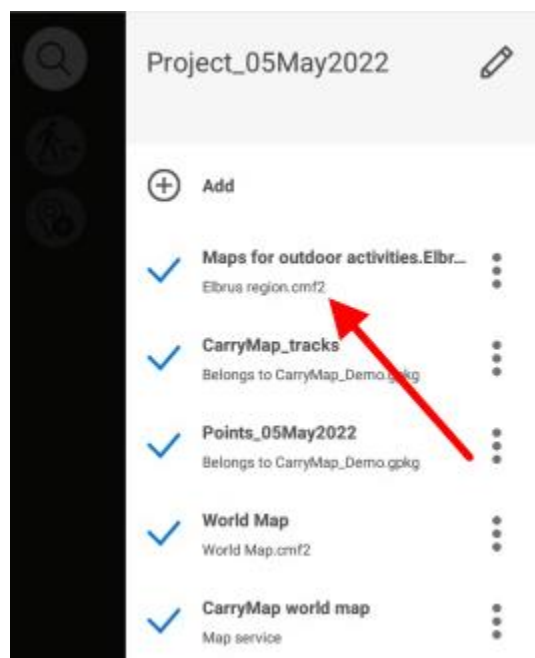 Project_05May2022
Add
Maps for outdoor activities.Elbr...
Elbrus region.cmf2
CarryMap_tracks
Belongs to CarryMap_Demo.gpkg
Points_05May2022
Belongs to CarryMap_Demo.gpkg
World Map
World Map.cmf2
CarryMap world map
Map service